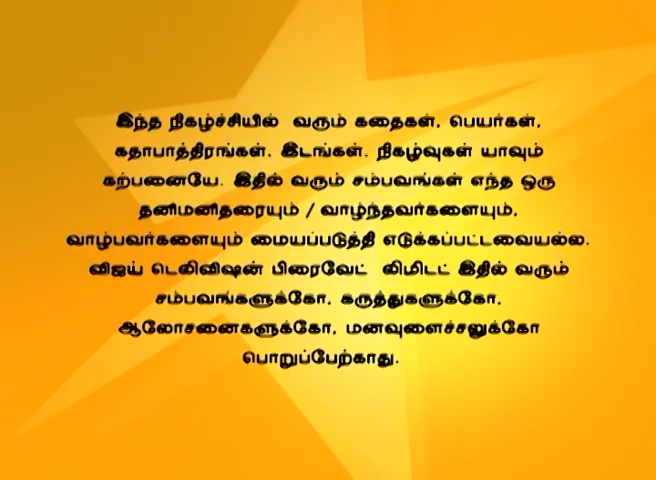 இந்த நிகழ்ச்சியில் வரும் கதைகள், பெயர்கள்,
கதாபாத்திரங்கள், இடங்கள், நிகழ்வுகள் யாவும்
கற்பனையே. இதில் வரும் சம்பவங்கள் எந்த ஒரு
தனிமனிதரையும் / வாழ்ந்தவர்களையும்,
வாழ்பவர்களையும் மையப்படுத்தி எடுக்கப்பட்டவையல்ல.
விஜய் டெலிவிஷன் பிரைவேட் லிமிடட் இதில் வரும்
சம்பவங்களுக்கோ, கருத்துகளுக்கோ,
ஆலோசனைகளுக்கோ, மனவுளைச்சலுக்கோ
பொறுப்பேற்காது.